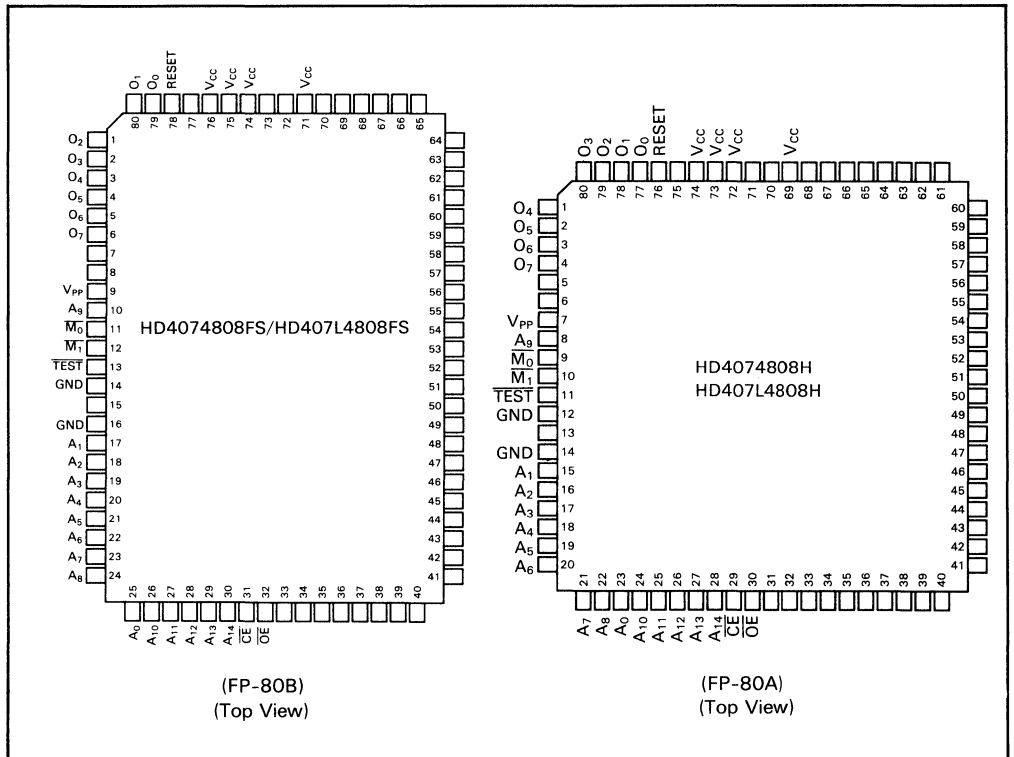 O₁ O₀ RESET Vcc Vcc Vcc Vcc
80 79 78 77 76 75 74 73 72 71 70 69 68 67 66 65
O₂ 1
O₃ 2
O₄ 3
O₅ 4
O₆ 5
O₇ 6
7
8
VPP 9
A₉ 10
M̅₀ 11
M̅₁ 12
T̅E̅S̅T̅ 13
GND 14
15
GND 16
A₁ 17
A₂ 18
A₃ 19
A₄ 20
A₅ 21
A₆ 22
A₇ 23
A₈ 24
HD4074808FS/HD407L4808FS
64
63
62
61
60
59
58
57
56
55
54
53
52
51
50
49
48
47
46
45
44
43
42
41
25 26 27 28 29 30 31 32 33 34 35 36 37 38 39 40
A₀ A₁₀ A₁₁ A₁₂ A₁₃ A₁₄ C̅E̅ O̅E̅
(FP-80B)
(Top View)
O₃ O₂ O₁ O₀ RESET Vcc Vcc Vcc Vcc
80 79 78 77 76 75 74 73 72 71 70 69 68 67 66 65 64 63 62 61
O₄ 1
O₅ 2
O₆ 3
O₇ 4
5
6
VPP 7
A₉ 8
M̅₀ 9
M̅₁ 10
T̅E̅S̅T̅ 11
GND 12
13
GND 14
A₁ 15
A₂ 16
A₃ 17
A₄ 18
A₅ 19
A₆ 20
HD4074808H
HD407L4808H
60
59
58
57
56
55
54
53
52
51
50
49
48
47
46
45
44
43
42
41
21 22 23 24 25 26 27 28 29 30 31 32 33 34 35 36 37 38 39 40
A₇ A₈ A₀ A₁₀ A₁₁ A₁₂ A₁₃ A₁₄ C̅E̅ O̅E̅
(FP-80A)
(Top View)